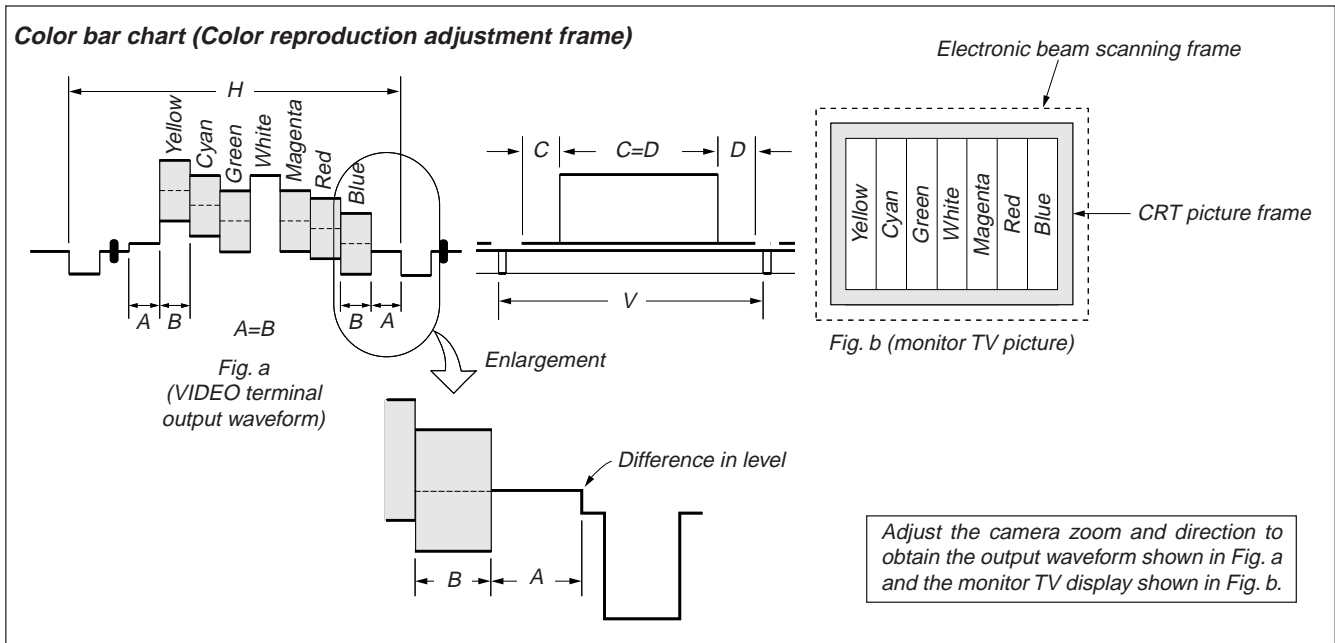 Color bar chart (Color reproduction adjustment frame)
H
Yellow
Cyan
Green
White
Magenta
Red
Blue
A
B
B
A
A=B
Fig. a
(VIDEO terminal
output waveform)
C
C=D
D
V
Enlargement
Difference in level
B
A
Electronic beam scanning frame
Yellow
Cyan
Green
White
Magenta
Red
Blue
CRT picture frame
Fig. b (monitor TV picture)
Adjust the camera zoom and direction to
obtain the output waveform shown in Fig. a
and the monitor TV display shown in Fig. b.